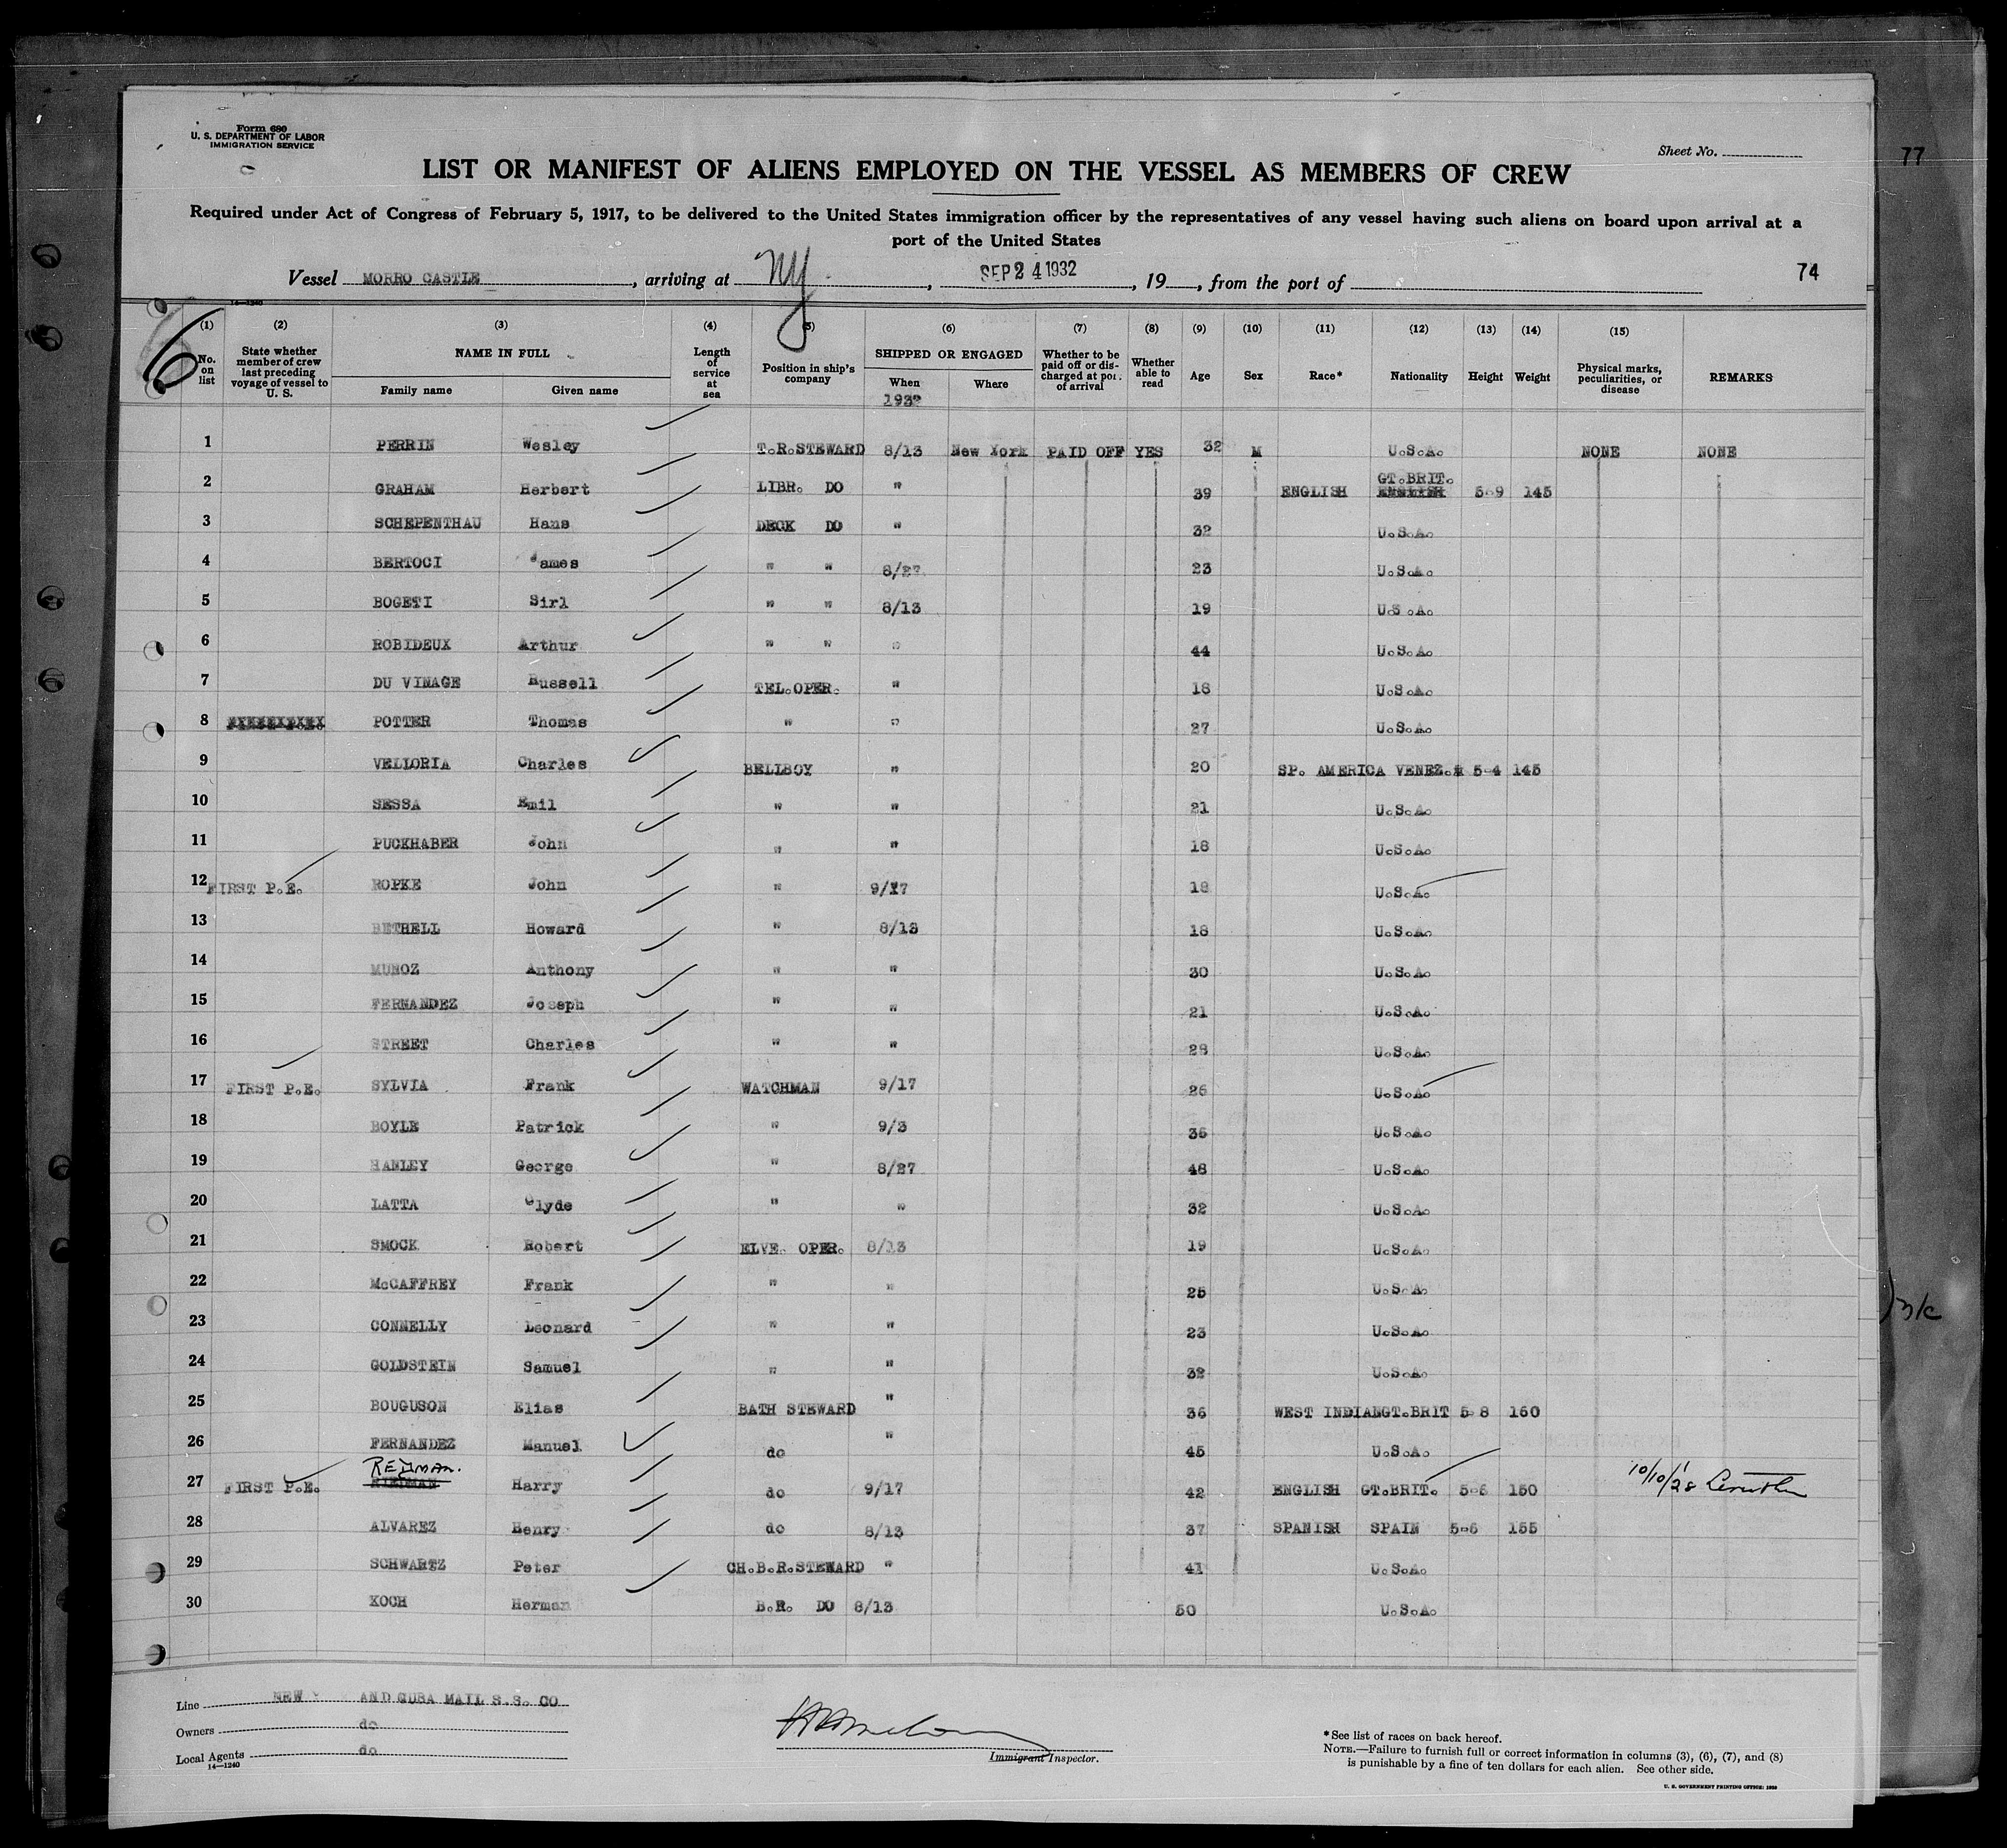 Form 680
U. S. DEPARTMENT OF LABOR
IMMIGRATION SERVICE
Sheet No.
77
LIST OR MANIFEST OF ALIENS EMPLOYED ON THE VESSEL AS MEMBERS OF CREW
Required under Act of Congress of February 5, 1917, to be delivered to the United States immigration officer by the representatives of any vessel having such aliens on board upon arrival at a
port of the United States
Vessel MORRO CASTLE, arriving at NY, SEP 24 1932, 19, from the port of 74
14—1240
6
(1) (2) (3) (4) (5) (6) (7) (8) (9) (10) (11) (12) (13) (14) (15)
No. on list State whether member of crew last preceding voyage of vessel to U. S. NAME IN FULL Family name Given name Length of service at sea Position in ship's company SHIPPED OR ENGAGED When Where Whether to be paid off or discharged at port of arrival Whether able to read Age Sex Race* Nationality Height Weight Physical marks, peculiarities, or disease REMARKS
1932
1 PERRIN Wesley T.R.STEWARD 8/13 New York PAID OFF YES 32 M U.S.A. NONE NONE
2 GRAHAM Herbert LIBR. DO " 39 ENGLISH GT.BRIT. ENGLISH 5-9 145
3 SCHEPENTHAU Hans DECK DO " 32 U.S.A.
4 BERTOCI James " " 8/27 23 U.S.A.
5 BOGETI Sirl " " 8/13 19 U.S.A.
6 ROBIDEUX Arthur " " " 44 U.S.A.
7 DU VINAGE Russell TEL.OPER. " 18 U.S.A.
8 POTTER Thomas " " 27 U.S.A.
9 VELLORIA Charles BELLBOY " 20 SP. AMERICA VENEZ. 5-4 145
10 SESSA Emil " " 21 U.S.A.
11 PUCKHABER John " " 18 U.S.A.
12 FIRST P.E. ROPKE John " 9/17 18 U.S.A.
13 BETHELL Howard " 8/13 18 U.S.A.
14 MUNOZ Anthony " " 30 U.S.A.
15 FERNANDEZ Joseph " " 21 U.S.A.
16 STREET Charles " " 28 U.S.A.
17 FIRST P.E. SYLVIA Frank WATCHMAN 9/17 26 U.S.A.
18 BOYLE Patrick " 9/3 36 U.S.A.
19 HANLEY George " 8/27 48 U.S.A.
20 LATTA Clyde " " 32 U.S.A.
21 SMOCK Robert ELVE. OPER. 8/13 19 U.S.A.
22 McCAFFREY Frank " " 25 U.S.A.
23 CONNELLY Leonard " " 23 U.S.A.
24 GOLDSTEIN Samuel " " 32 U.S.A.
25 BOUGUSON Elias BATH STEWARD " 36 WEST INDIAN GT.BRIT 5-8 160
26 FERNANDEZ Manuel do " 45 U.S.A.
REDMAN.
27 FIRST P.E. Harry do 9/17 42 ENGLISH GT.BRIT. 5-6 150 10/10/28
28 ALVAREZ Henry do 8/13 37 SPANISH SPAIN 5-6 155
29 SCHWARTZ Peter CH.B.R.STEWARD " 41 U.S.A.
30 KOCH Herman B.R. DO 8/13 50 U.S.A.
Line NEW AND CUBA MAIL S.S. CO
Owners do
Local Agents do
14—1240
Immigrant Inspector.
*See list of races on back hereof.
NOTE.—Failure to furnish full or correct information in columns (3), (6), (7), and (8)
is punishable by a fine of ten dollars for each alien. See other side.
U. S. GOVERNMENT PRINTING OFFICE: 1930